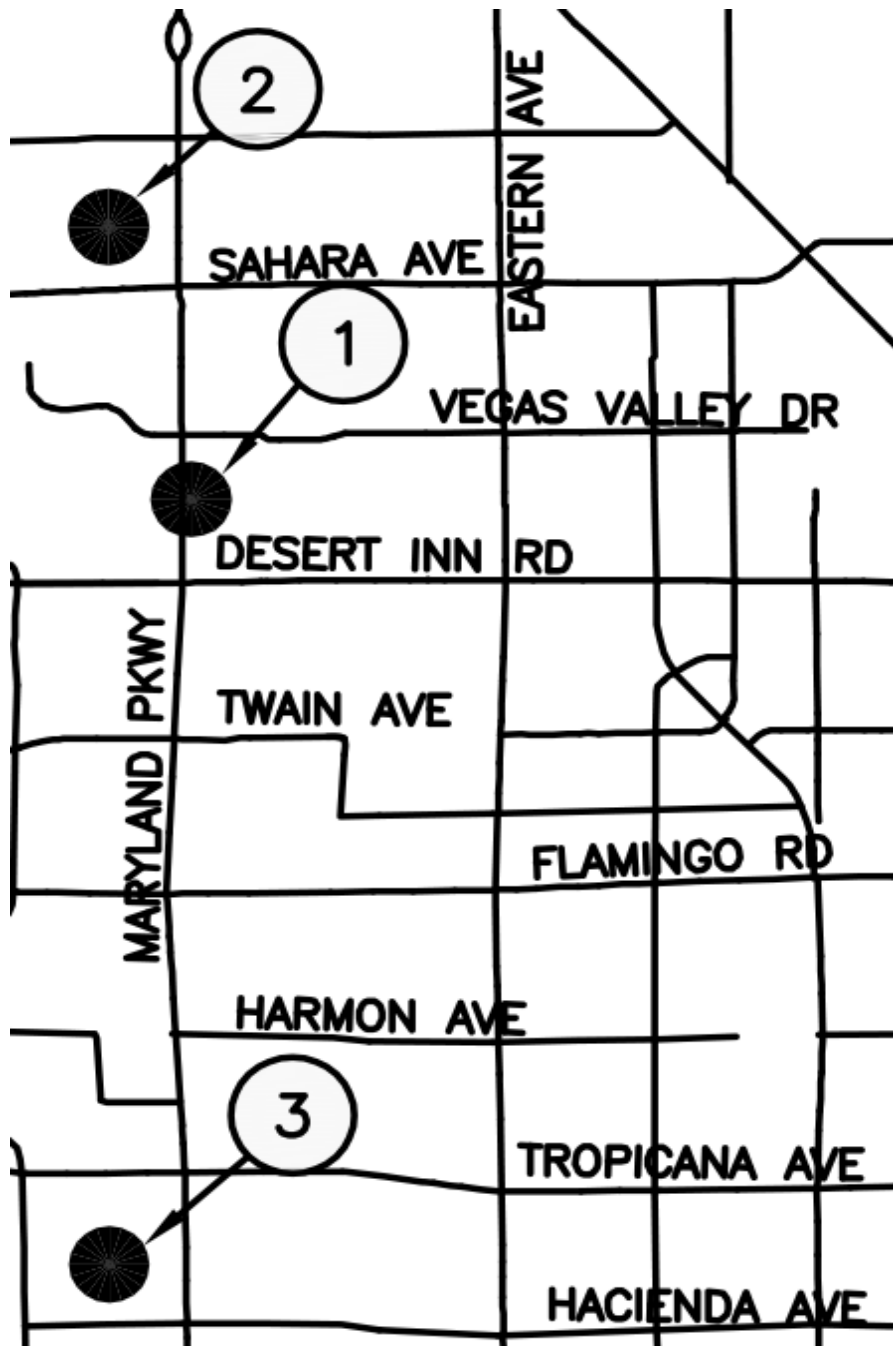 2
EASTERN AVE
SAHARA AVE
1
VEGAS VALLEY DR
DESERT INN RD
MARYLAND PKWY
TWAIN AVE
FLAMINGO RD
HARMON AVE
3
TROPICANA AVE
HACIENDA AVE